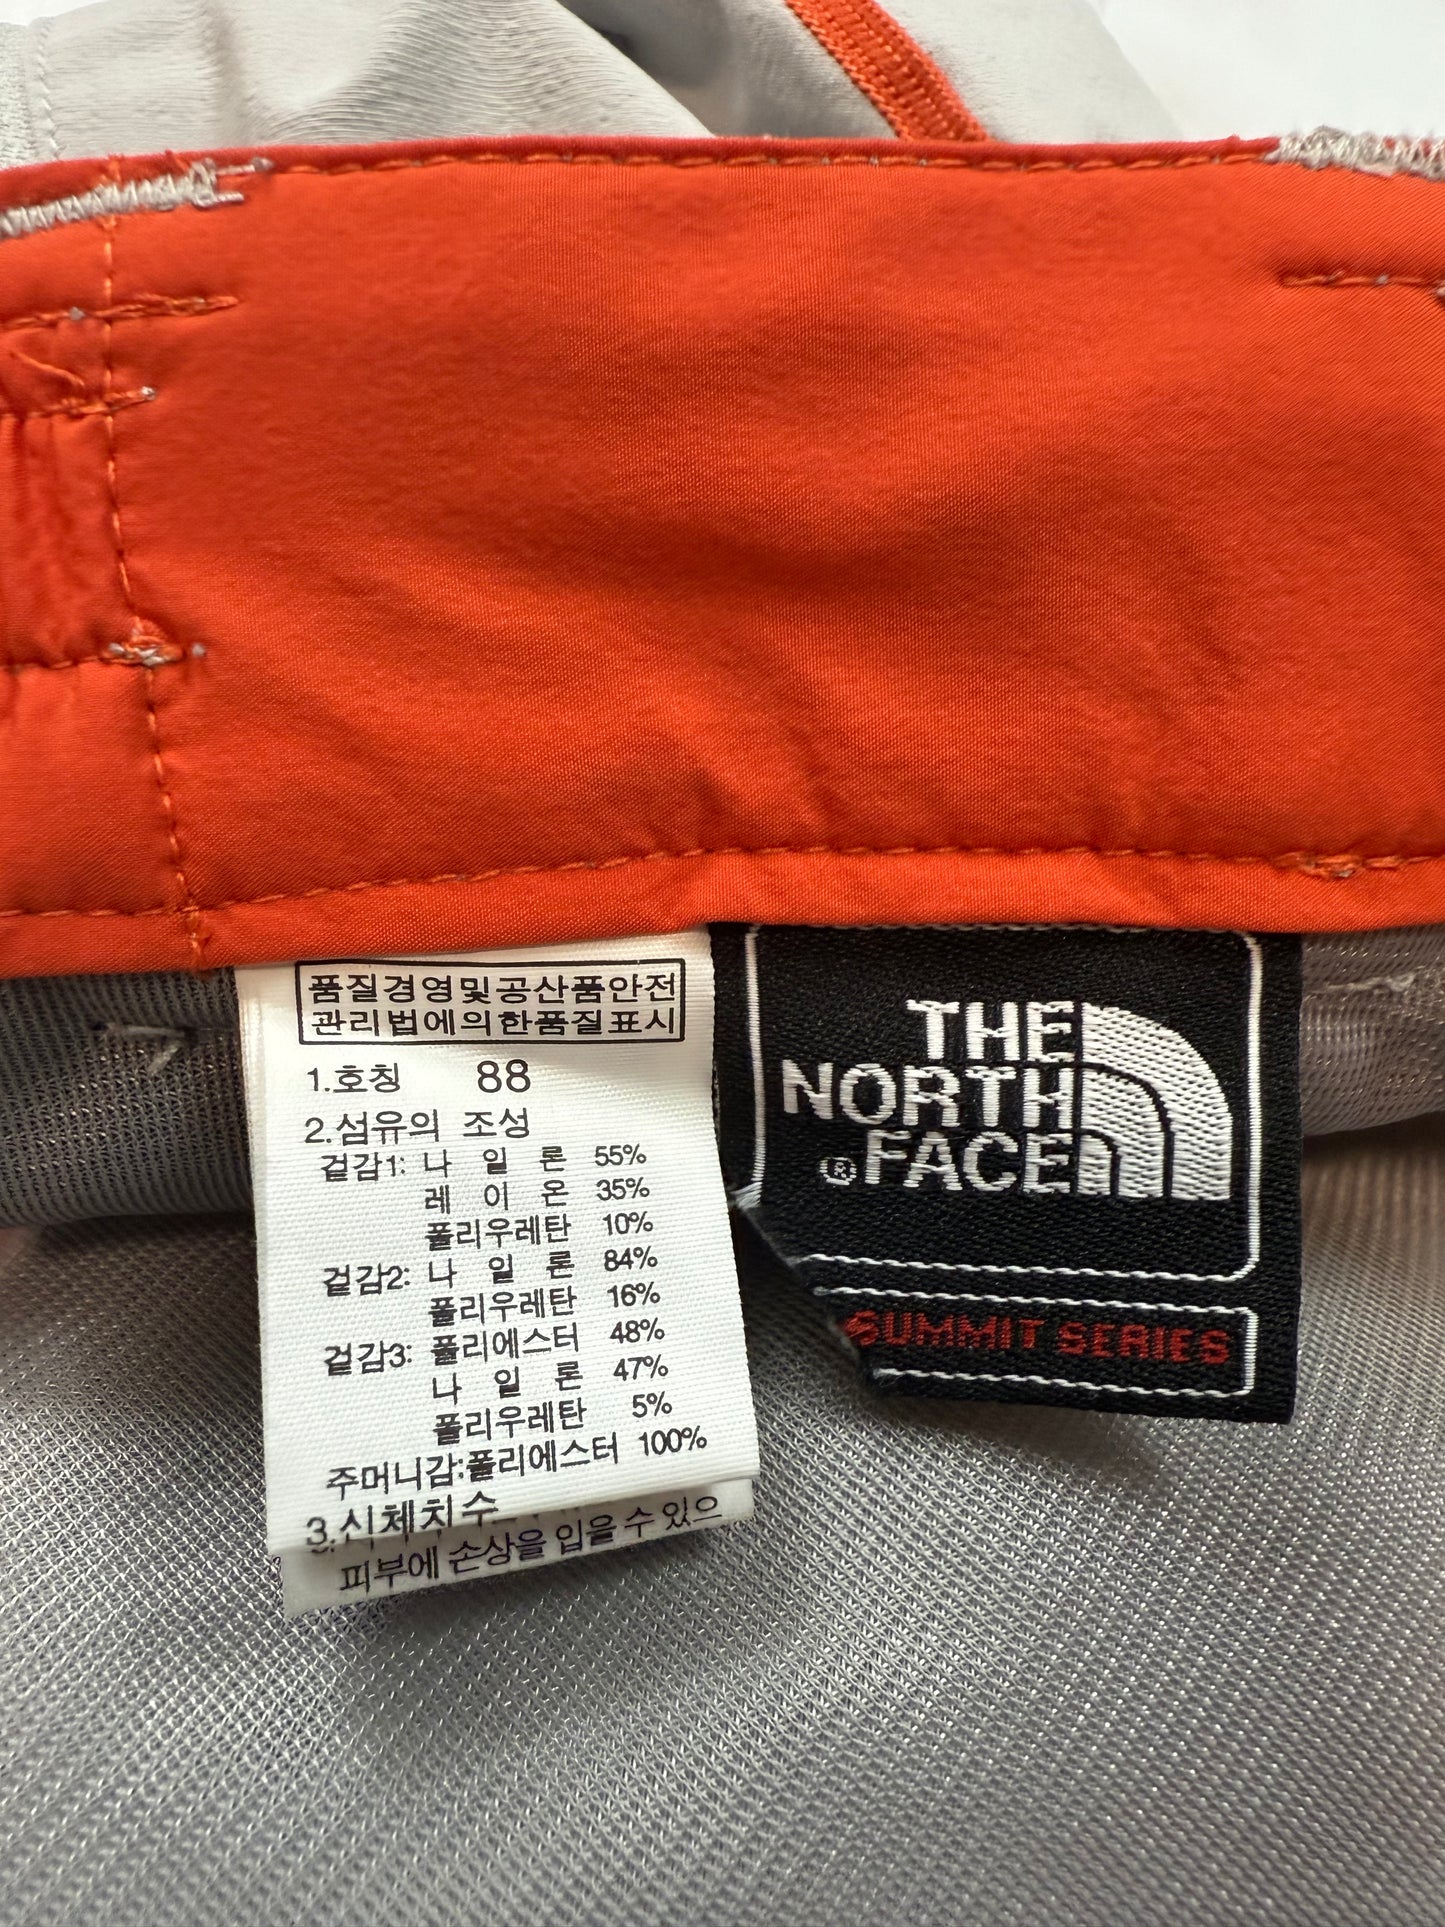 품질경영및공산품안전
관리법에의한품질표시
1.호칭 88
2.섬유의 조성
겉감1: 나 일 론 55%
레 이 온 35%
폴리우레탄 10%
겉감2: 나 일 론 84%
폴리우레탄 16%
겉감3: 폴리에스터 48%
나 일 론 47%
폴리우레탄 5%
주머니감:폴리에스터 100%
3.신체치수
피부에 손상을 입을 수 있으
THE
NORTH
®FACE
SUMMIT SERIES